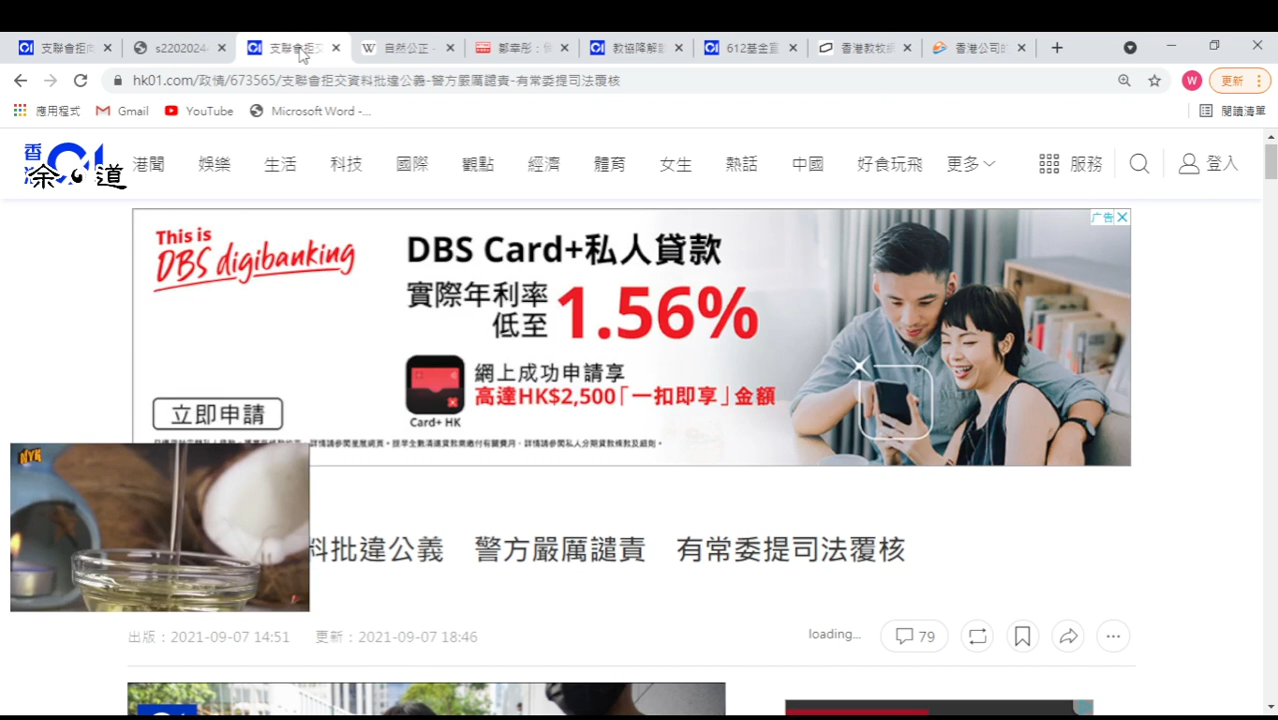 支聯會拒
s2202024
支聯會拒交
自然公正 -
鄒幸彤：
教協降解
612基金
香港教牧
香港公司
hk01.com/政情/673565/支聯會拒交資料批違公義-警方嚴厲譴責-有常委提司法覆核
W
更新
應用程式
Gmail
YouTube
Microsoft Word -...
閱讀清單
香
余 道
港聞
娛樂
生活
科技
國際
觀點
經濟
體育
女生
熱話
中國
好食玩飛
更多
服務
登入
广告
This is
DBS digibanking
DBS Card+私人貸款
實際年利率
低至 1.56%
網上成功申請享
高達HK$2,500「一扣即享」金額
Card+ HK
立即申請
NYK
料批違公義 警方嚴厲譴責 有常委提司法覆核
出版：2021-09-07 14:51
更新：2021-09-07 18:46
loading...
79